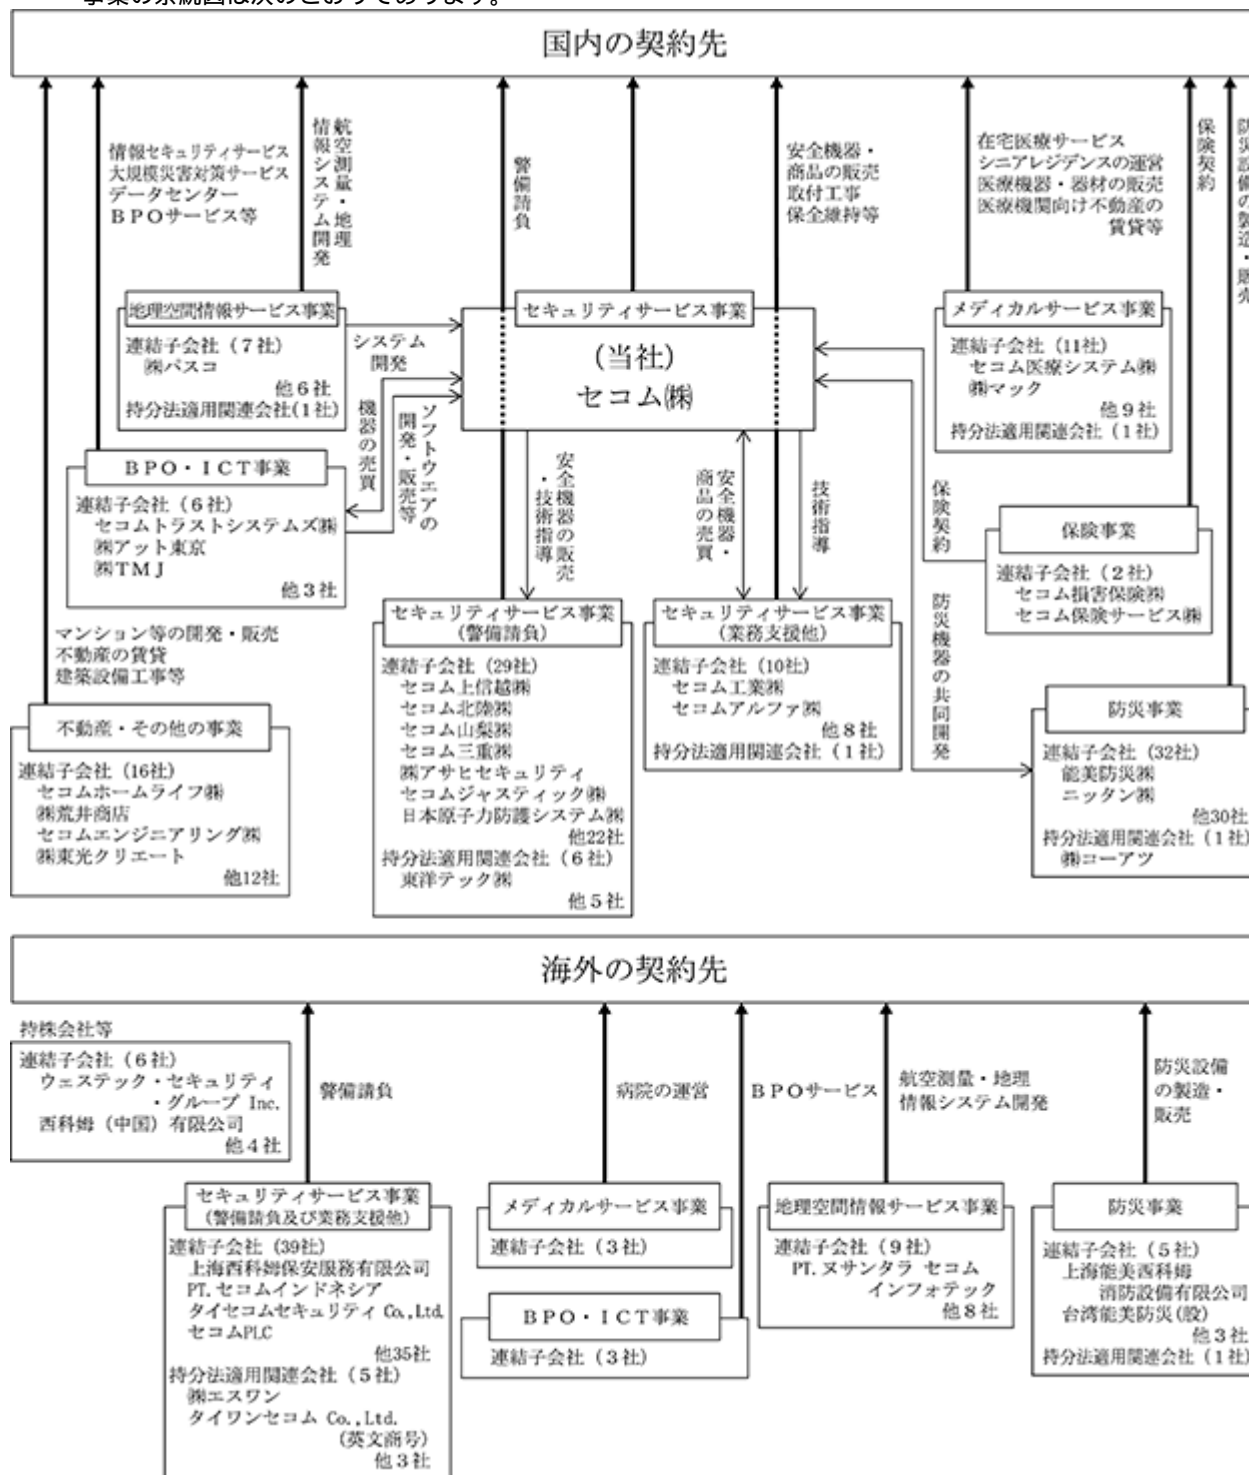 事業の系統図は次のとおりであります。
国内の契約先
情報セキュリティサービス
大規模災害対策サービス
データセンター
ＢＰＯサービス等
航空測量・地理
情報システム開発
警備請負
安全機器・
商品の販売
取付工事
保全維持等
在宅医療サービス
シニアレジデンスの運営
医療機器・器材の販売
医療機関向け不動産の
賃貸等
保険契約
防災設備の製造・販売
地理空間情報サービス事業
連結子会社（７社）
㈱パスコ
他６社
持分法適用関連会社(１社)
システム
開発
セキュリティサービス事業
(当社)
セコム㈱
メディカルサービス事業
連結子会社（11社）
セコム医療システム㈱
㈱マック
他９社
持分法適用関連会社（１社）
ＢＰＯ・ＩＣＴ事業
連結子会社（６社）
セコムトラストシステムズ㈱
㈱アット東京
㈱ＴＭＪ
他３社
機器の売買
ソフトウエアの
開発・販売等
安全機器の販売
・技術指導
安全機器・
商品の売買
技術指導
保険契約
保険事業
連結子会社（２社）
セコム損害保険㈱
セコム保険サービス㈱
防災機器の共同開発
マンション等の開発・販売
不動産の賃貸
建築設備工事等
不動産・その他の事業
連結子会社（16社）
セコムホームライフ㈱
㈱荒井商店
セコムエンジニアリング㈱
㈱東光クリエート
他12社
セキュリティサービス事業
(警備請負)
連結子会社（29社）
セコム上信越㈱
セコム北陸㈱
セコム山梨㈱
セコム三重㈱
㈱アサヒセキュリティ
セコムジャスティック㈱
日本原子力防護システム㈱
他22社
持分法適用関連会社（６社）
東洋テック㈱
他５社
セキュリティサービス事業
(業務支援他)
連結子会社（10社）
セコム工業㈱
セコムアルファ㈱
他８社
持分法適用関連会社（１社）
防災事業
連結子会社（32社）
能美防災㈱
ニッタン㈱
他30社
持分法適用関連会社（１社）
㈱コーアツ
海外の契約先
持株会社等
連結子会社（６社）
ウェステック・セキュリティ
・グループ Inc.
西科姆（中国）有限公司
他４社
警備請負
病院の運営
ＢＰＯサービス
航空測量・地理
情報システム開発
防災設備
の製造・
販売
セキュリティサービス事業
(警備請負及び業務支援他)
連結子会社（39社）
上海西科姆保安服務有限公司
PT.セコムインドネシア
タイセコムセキュリティ Co.,Ltd.
セコムPLC
他35社
持分法適用関連会社（５社）
㈱エスワン
タイワンセコム Co.,Ltd.
(英文商号)
他３社
メディカルサービス事業
連結子会社（３社）
ＢＰＯ・ＩＣＴ事業
連結子会社（３社）
地理空間情報サービス事業
連結子会社（９社）
PT.ヌサンタラ セコム
インフォテック
他８社
防災事業
連結子会社（５社）
上海能美西科姆
消防設備有限公司
台湾能美防災(股)
他３社
持分法適用関連会社（１社）